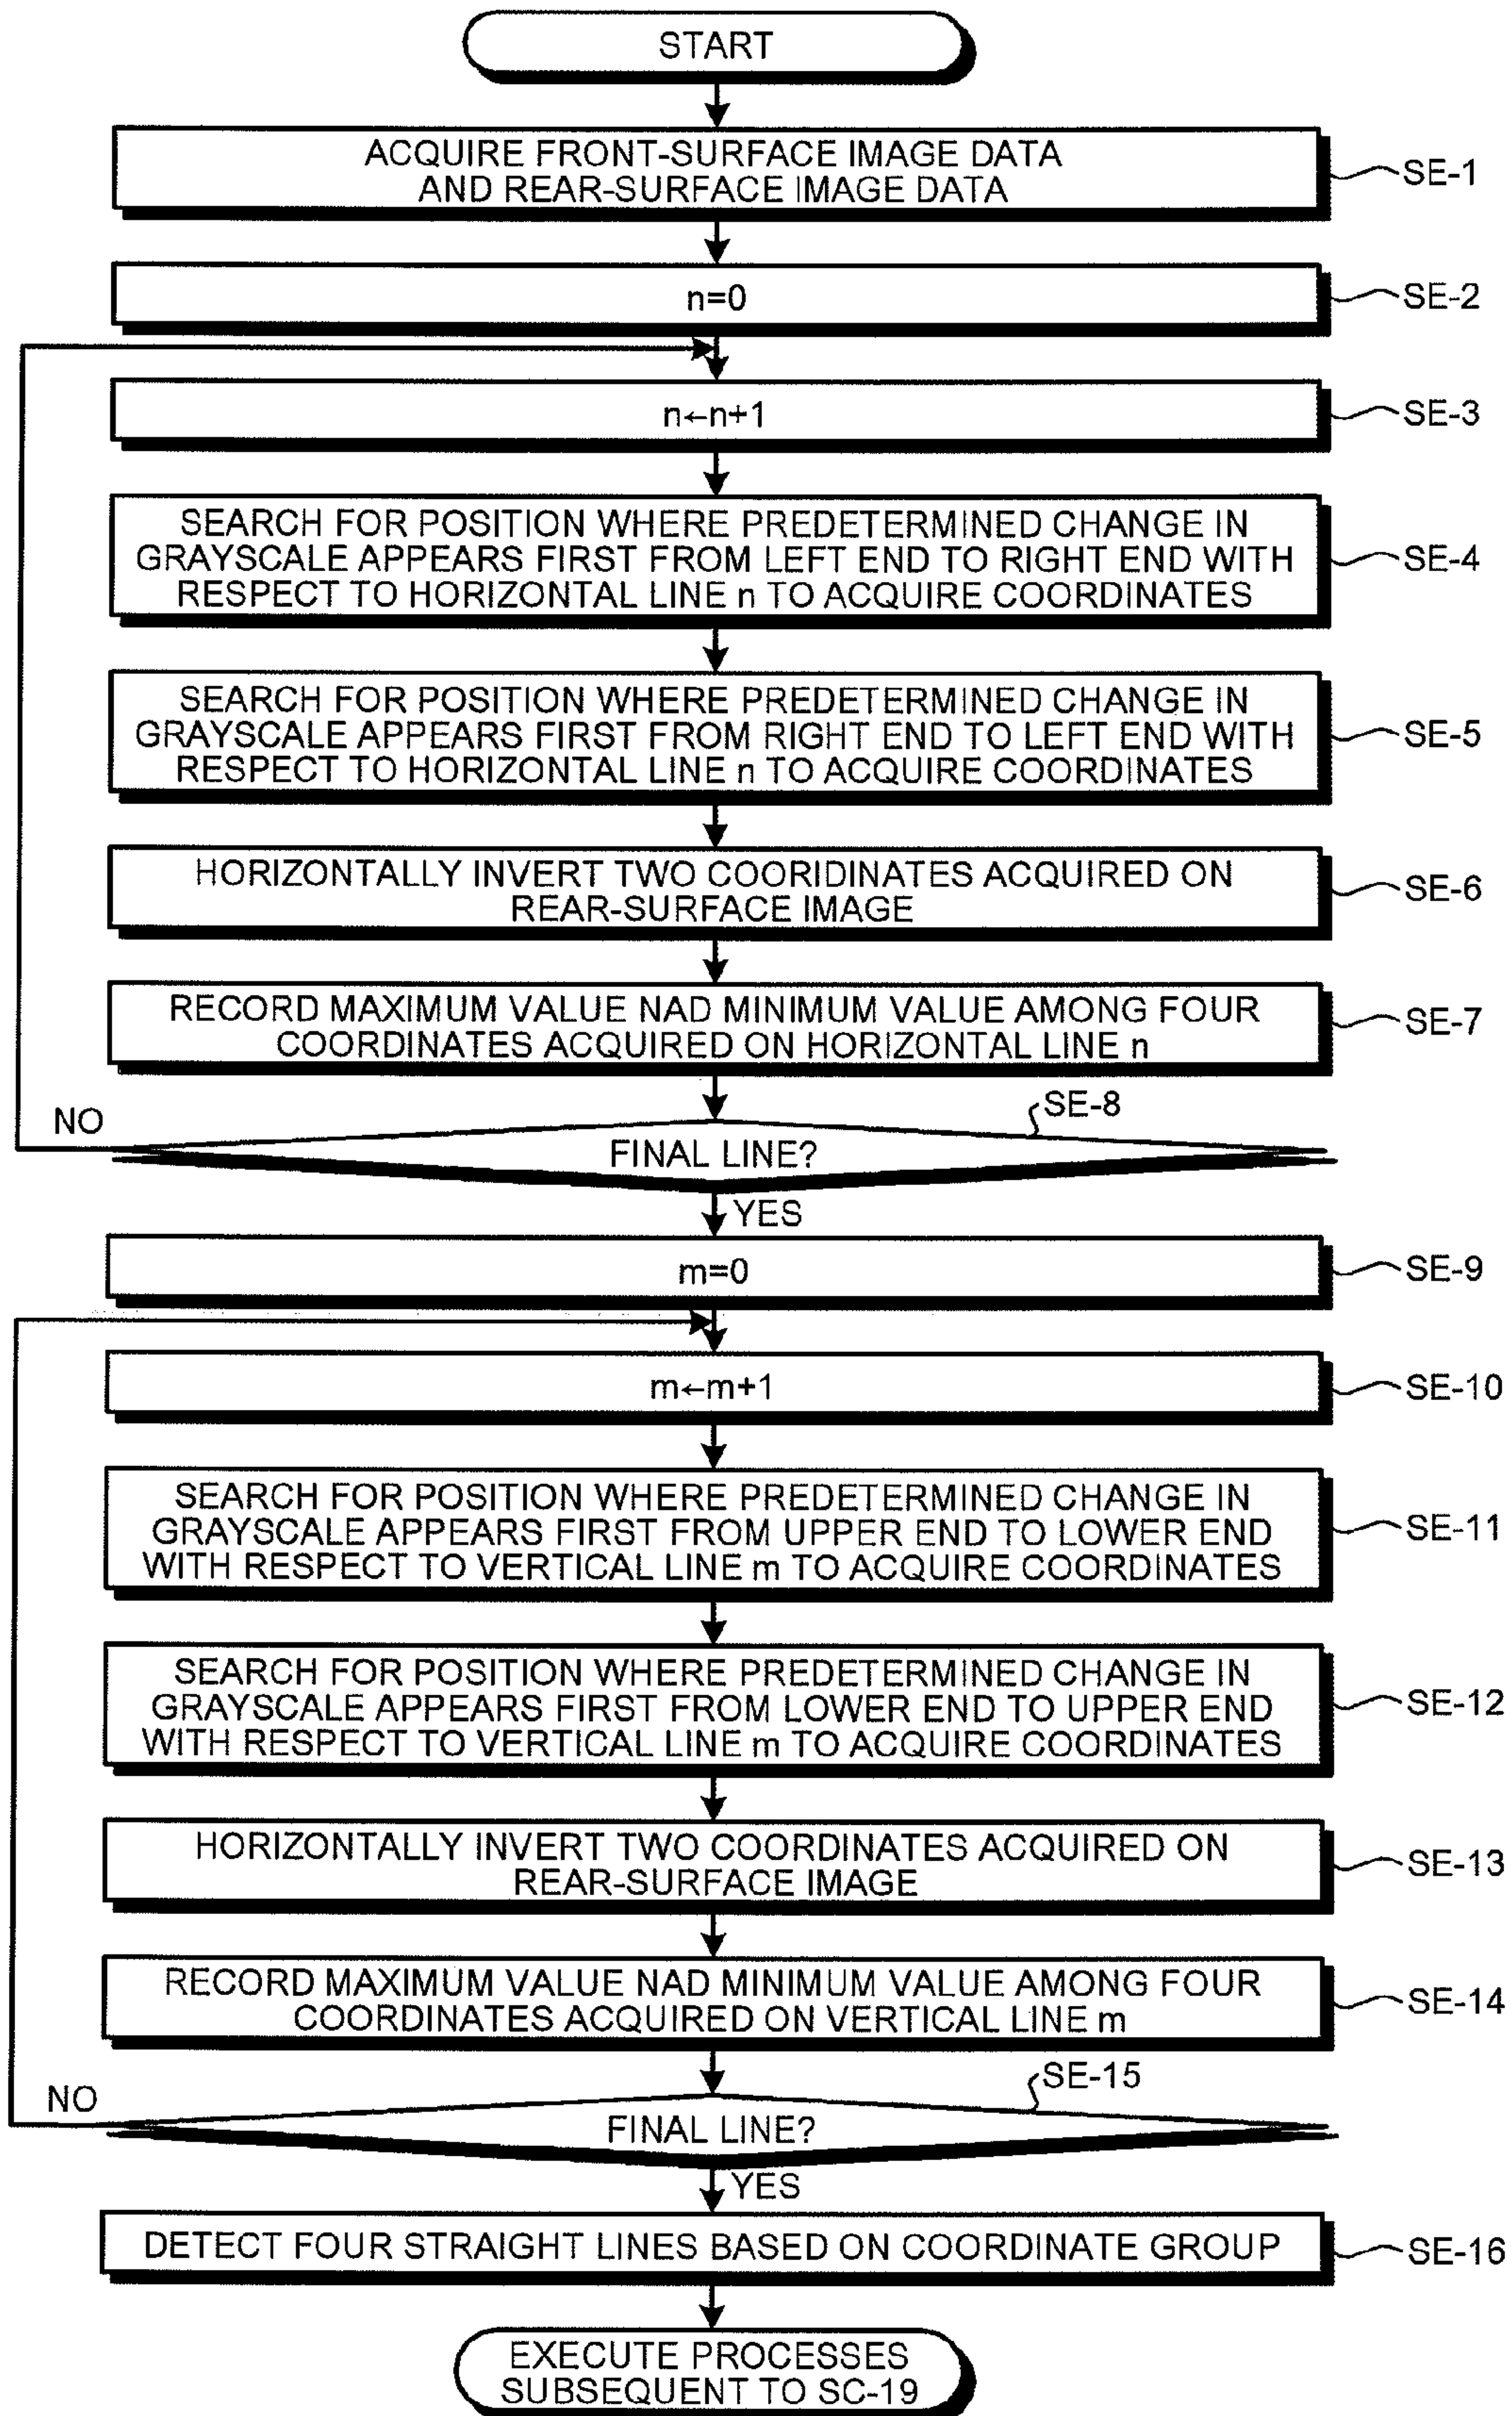 START
ACQUIRE FRONT-SURFACE IMAGE DATA
AND REAR-SURFACE IMAGE DATA
SE-1
n=0
SE-2
n←n+1
SE-3
SEARCH FOR POSITION WHERE PREDETERMINED CHANGE IN
GRAYSCALE APPEARS FIRST FROM LEFT END TO RIGHT END WITH
RESPECT TO HORIZONTAL LINE n TO ACQUIRE COORDINATES
SE-4
SEARCH FOR POSITION WHERE PREDETERMINED CHANGE IN
GRAYSCALE APPEARS FIRST FROM RIGHT END TO LEFT END WITH
RESPECT TO HORIZONTAL LINE n TO ACQUIRE COORDINATES
SE-5
HORIZONTALLY INVERT TWO COORIDINATES ACQUIRED ON
REAR-SURFACE IMAGE
SE-6
RECORD MAXIMUM VALUE NAD MINIMUM VALUE AMONG FOUR
COORDINATES ACQUIRED ON HORIZONTAL LINE n
SE-7
SE-8
NO
FINAL LINE?
YES
m=0
SE-9
m←m+1
SE-10
SEARCH FOR POSITION WHERE PREDETERMINED CHANGE IN
GRAYSCALE APPEARS FIRST FROM UPPER END TO LOWER END
WITH RESPECT TO VERTICAL LINE m TO ACQUIRE COORDINATES
SE-11
SEARCH FOR POSITION WHERE PREDETERMINED CHANGE IN
GRAYSCALE APPEARS FIRST FROM LOWER END TO UPPER END
WITH RESPECT TO VERTICAL LINE m TO ACQUIRE COORDINATES
SE-12
HORIZONTALLY INVERT TWO COORDINATES ACQUIRED ON
REAR-SURFACE IMAGE
SE-13
RECORD MAXIMUM VALUE NAD MINIMUM VALUE AMONG FOUR
COORDINATES ACQUIRED ON VERTICAL LINE m
SE-14
SE-15
NO
FINAL LINE?
YES
DETECT FOUR STRAIGHT LINES BASED ON COORDINATE GROUP
SE-16
EXECUTE PROCESSES
SUBSEQUENT TO SC-19